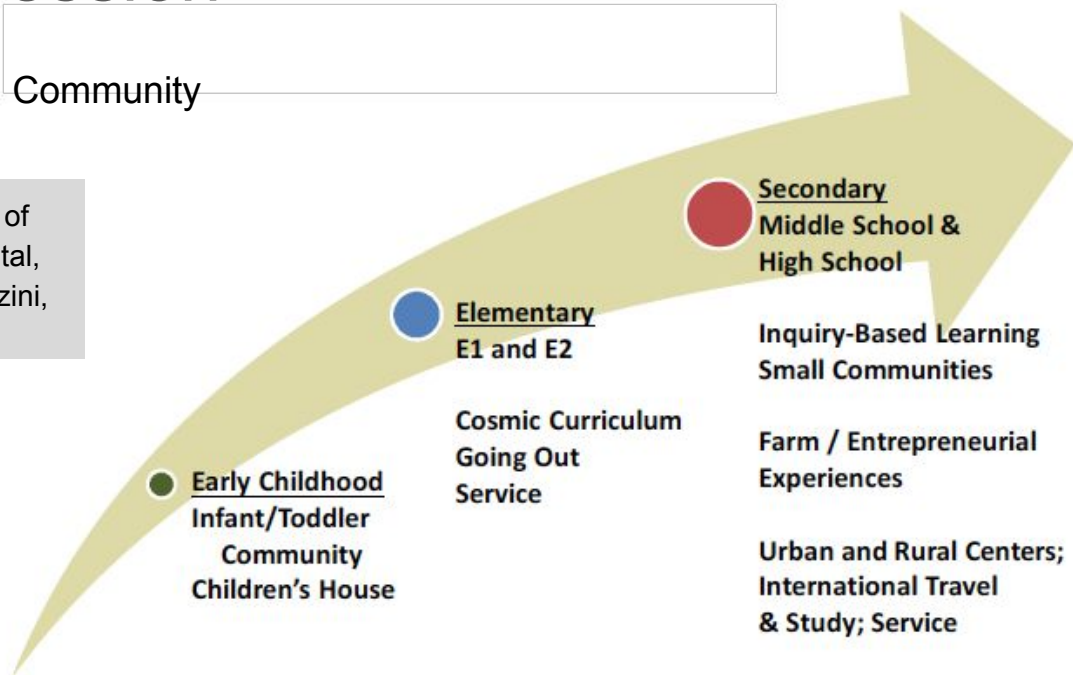 Community
of
tal,
zini,
Secondary
Middle School &
High School
Elementary
E1 and E2
Inquiry-Based Learning
Small Communities
Cosmic Curriculum
Going Out
Service
Farm / Entrepreneurial
Experiences
Early Childhood
Infant/Toddler
Community
Children's House
Urban and Rural Centers;
International Travel
& Study; Service